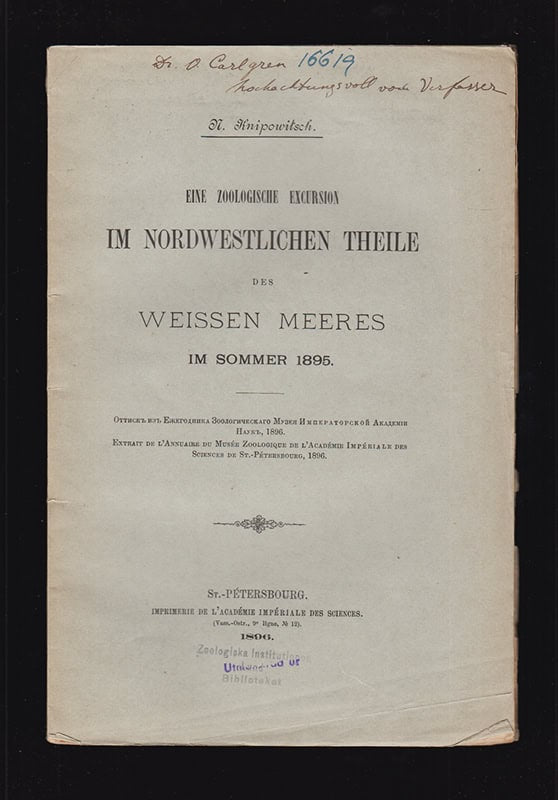 Dr. O. Carlgren 16619
hochachtungsvoll vom Verfasser
N. Knipowitsch.
EINE ZOOLOGISCHE EXCURSION
IM NORDWESTLICHEN THEILE
DES
WEISSEN MEERES
IM SOMMER 1895.
Оттискъ изъ Ежегодника Зоологическаго Музея Императорской Академіи
Наукъ, 1896.
Extrait de l'Annuaire du Musée Zoologique de l'Académie Impériale des
Sciences de St.-Pétersbourg, 1896.
St.-PÉTERSBOURG.
IMPRIMERIE DE L'ACADÉMIE IMPÉRIALE DES SCIENCES.
(Vass.-Ostr., 9e ligne, № 12).
1896.
Zoologiska Institutionens
Bibliotek